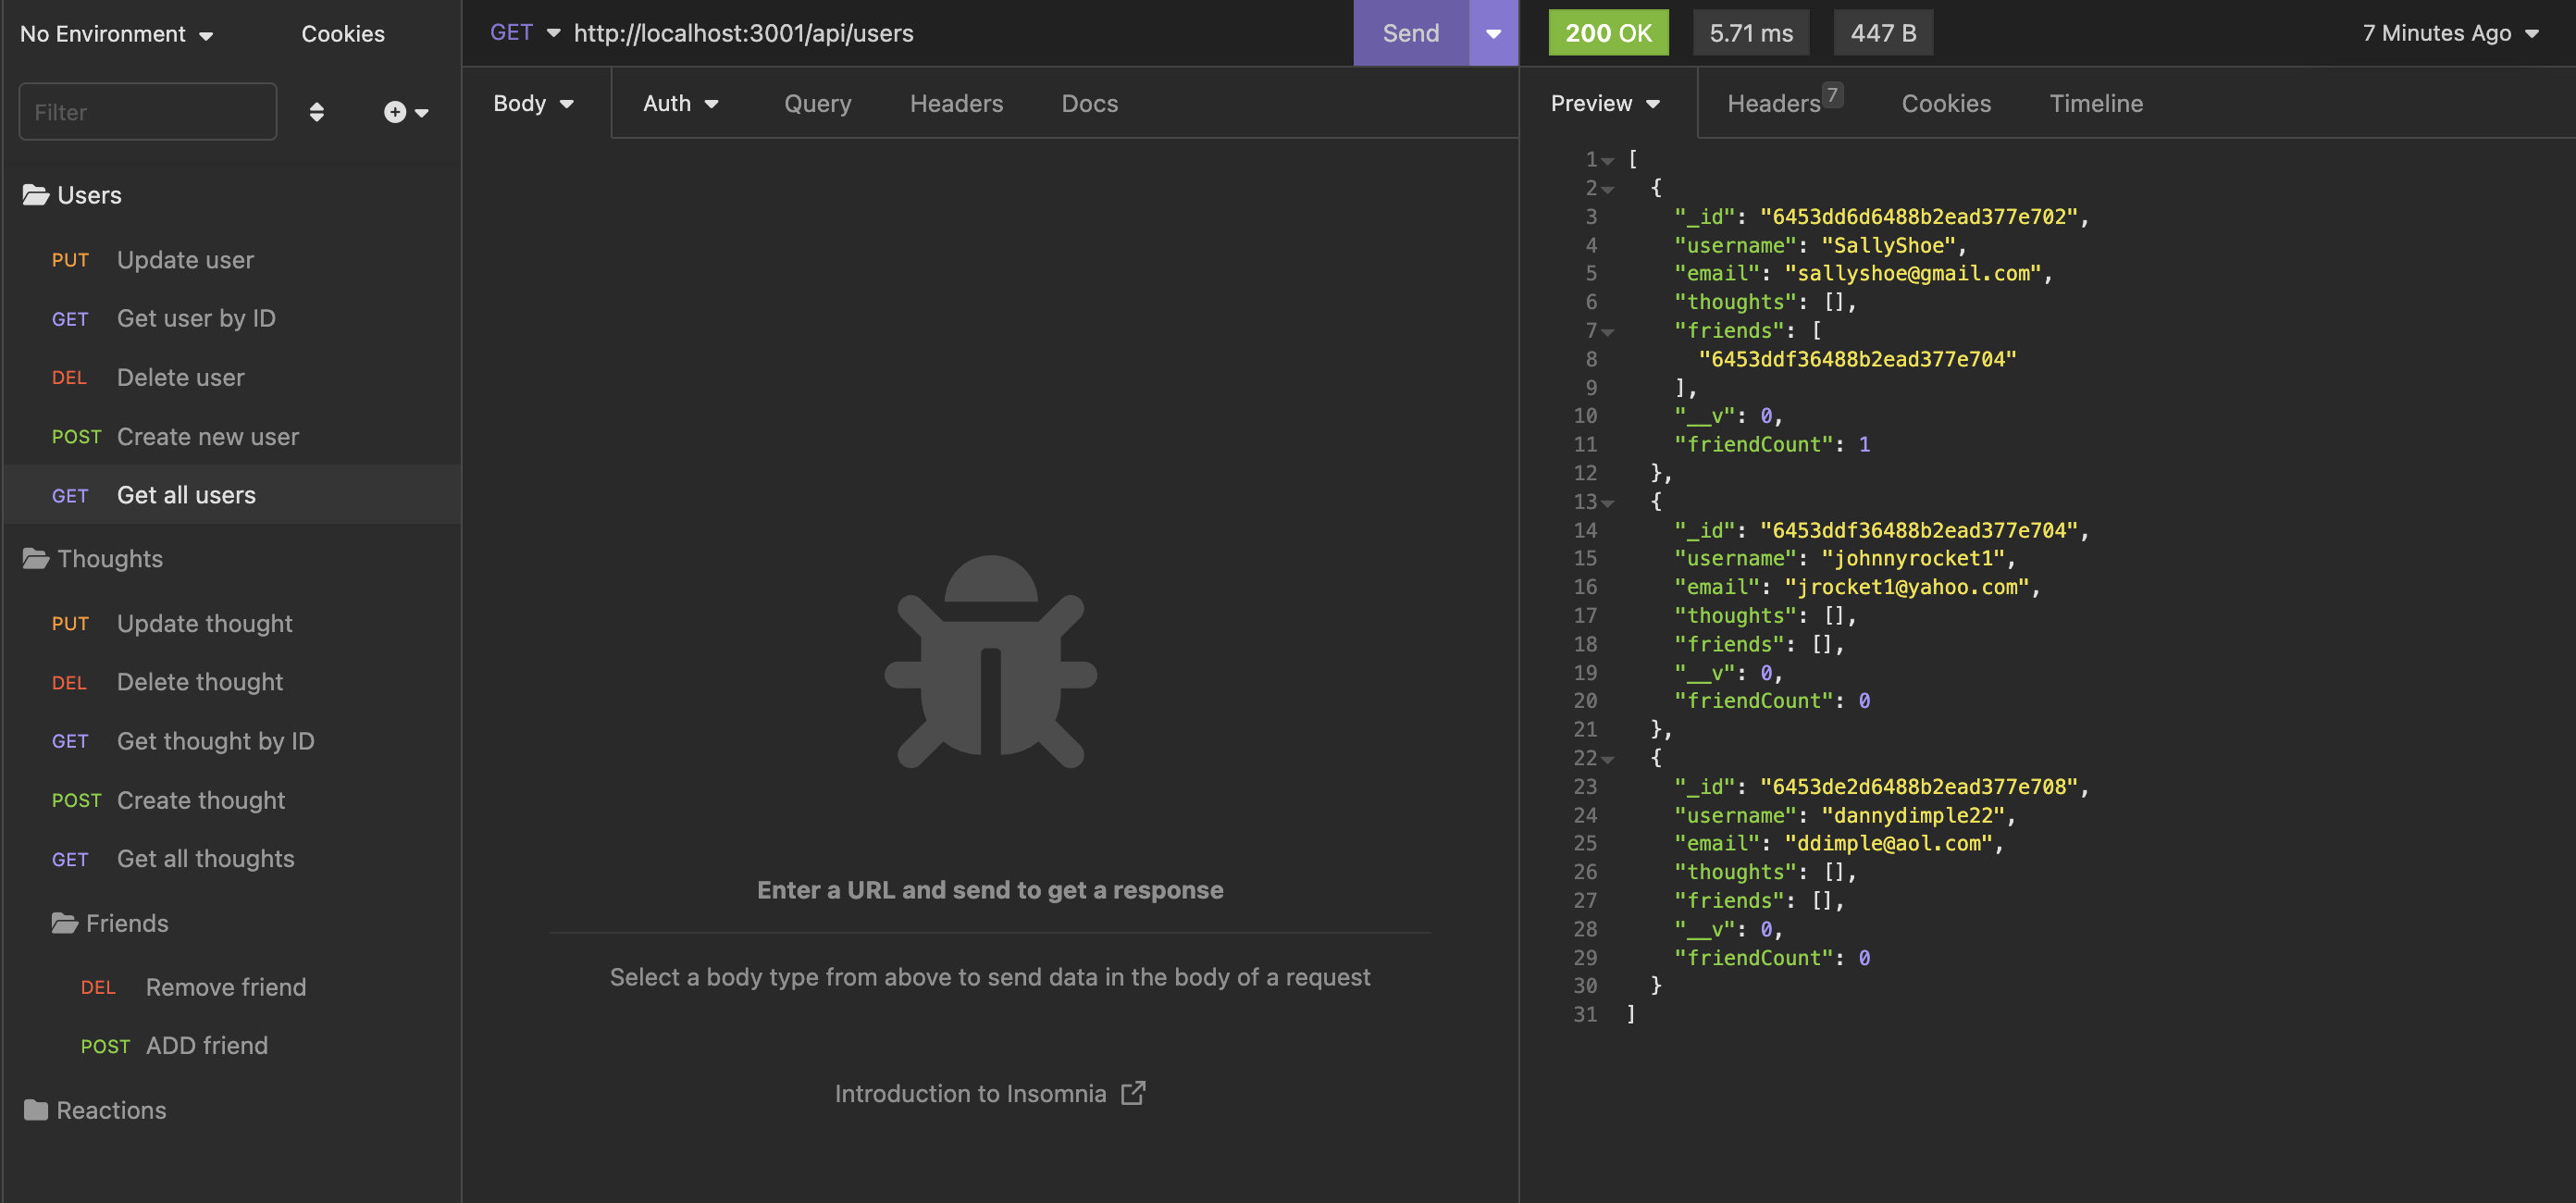 No Environment
Cookies
Filter
Users
PUT Update user
GET Get user by ID
DEL Delete user
POST Create new user
GET Get all users
Thoughts
PUT Update thought
DEL Delete thought
GET Get thought by ID
POST Create thought
GET Get all thoughts
Friends
DEL Remove friend
POST ADD friend
Reactions
GET http://localhost:3001/api/users Send
Body Auth Query Headers Docs
Enter a URL and send to get a response
Select a body type from above to send data in the body of a request
Introduction to Insomnia
200 OK 5.71 ms 447 B 7 Minutes Ago
Preview Headers 7 Cookies Timeline
1 [
2 {
3 "_id": "6453dd6d6488b2ead377e702",
4 "username": "SallyShoe",
5 "email": "sallyshoe@gmail.com",
6 "thoughts": [],
7 "friends": [
8 "6453ddf36488b2ead377e704"
9 ],
10 "__v": 0,
11 "friendCount": 1
12 },
13 {
14 "_id": "6453ddf36488b2ead377e704",
15 "username": "johnnyrocket1",
16 "email": "jrocket1@yahoo.com",
17 "thoughts": [],
18 "friends": [],
19 "__v": 0,
20 "friendCount": 0
21 },
22 {
23 "_id": "6453de2d6488b2ead377e708",
24 "username": "dannydimple22",
25 "email": "ddimple@aol.com",
26 "thoughts": [],
27 "friends": [],
28 "__v": 0,
29 "friendCount": 0
30 }
31 ]